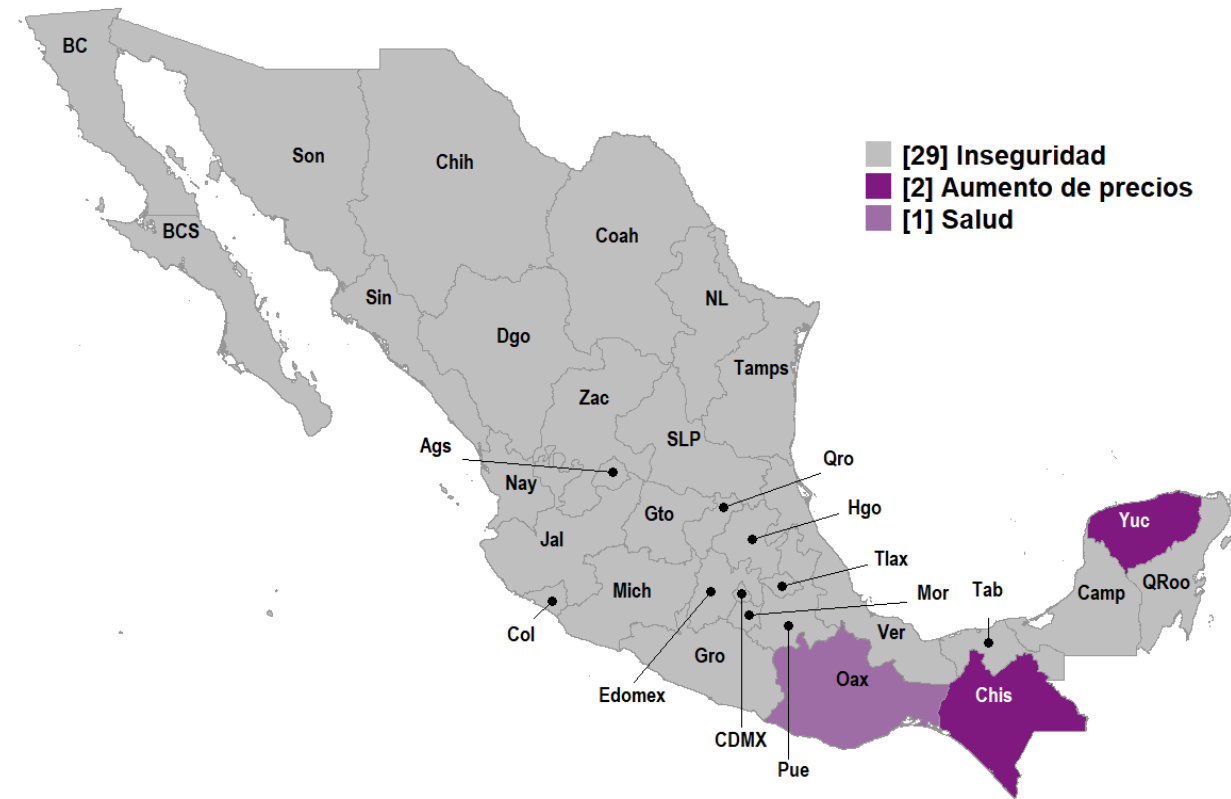 BC
Son
Chih
[29] Inseguridad
[2] Aumento de precios
[1] Salud
BCS
Coah
Sin
NL
Dgo
Tamps
Zac
Ags
SLP
Qro
Nay
Gto
Hgo
Yuc
Jal
Tlax
Mich
Mor
Tab
Camp
QRoo
Col
Ver
Gro
Edomex
Oax
Chis
CDMX
Pue